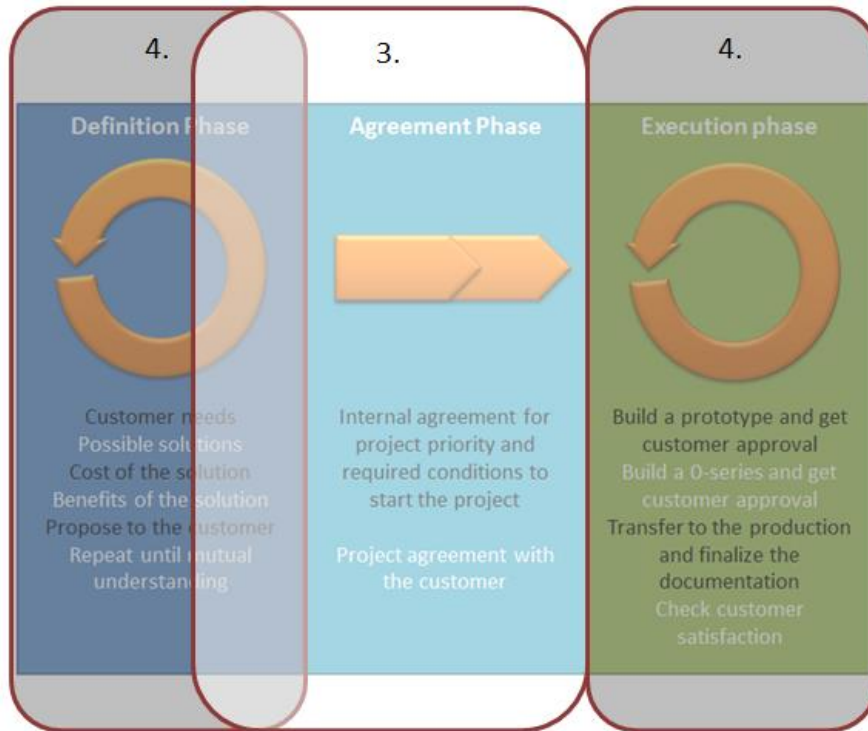 4.
3.
4.
Definition Phase
Agreement Phase
Execution phase
Customer needs
Possible solutions
Cost of the solution
Benefits of the solution
Propose to the customer
Repeat until mutual
understanding
Internal agreement for
project priority and
required conditions to
start the project
Project agreement with
the customer
Build a prototype and get
customer approval
Build a 0-series and get
customer approval
Transfer to the production
and finalize the
documentation
Check customer
satisfaction